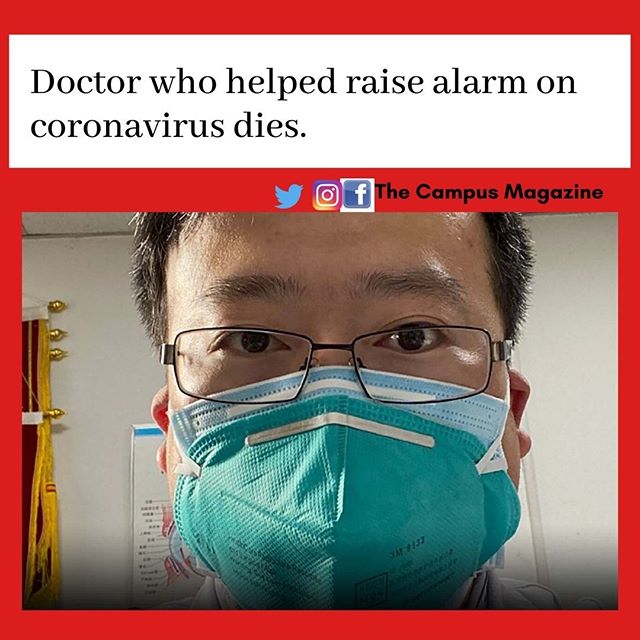 Doctor who helped raise alarm on
coronavirus dies.
The Campus Magazine